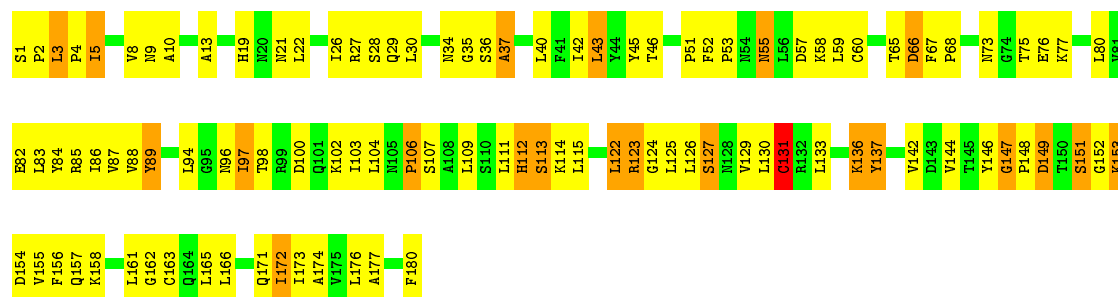 S1 P2 L3 P4 I5 V8 N9 A10 A13 H19 N20 N21 L22 I26 R27 S28 Q29 L30 N34 G35 S36 A37 L40 F41 I42 L43 Y44 Y45 T46 P51 F52 P53 N54 N55 L56 D57 K58 L59 C60 T65 D66 F67 P68 N73 G74 T75 E76 K77 L80 V81
E82 L83 Y84 R85 I86 V87 V88 Y89 L94 G95 N96 I97 T98 R99 D100 Q101 K102 I103 L104 N105 P106 S107 A108 L109 S110 L111 H112 S113 K114 L115 L122 R123 G124 L125 L126 S127 N128 V129 L130 C131 R132 L133 K136 Y137 V142 D143 V144 T145 Y146 G147 P148 D149 T150 S151 G152 K153
D154 V155 F156 Q157 K158 L161 G162 C163 Q164 L165 L166 Q171 I172 I173 A174 V175 L176 A177 F180